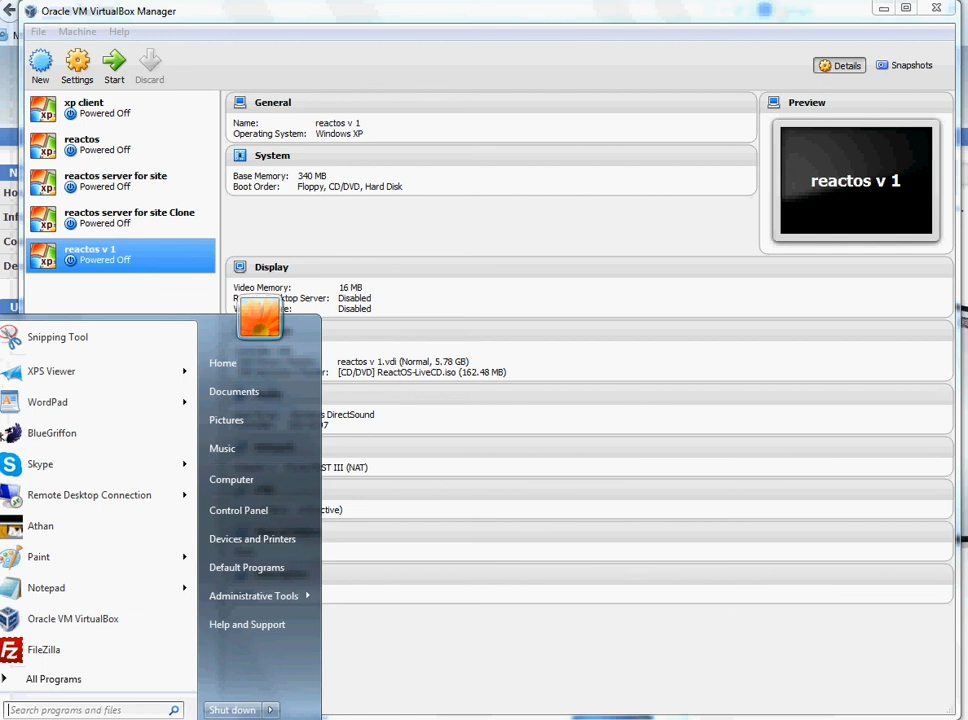 Oracle VM VirtualBox Manager
File Machine Help
New Settings Start Discard
Details Snapshots
xp client
Powered Off
reactos
Powered Off
reactos server for site
Powered Off
reactos server for site Clone
Powered Off
reactos v 1
Powered Off
General
Name: reactos v 1
Operating System: Windows XP
System
Base Memory: 340 MB
Boot Order: Floppy, CD/DVD, Hard Disk
Preview
reactos v 1
Display
Video Memory: 16 MB
Server: Disabled
Disabled
reactos v 1.vdi (Normal, 5.78 GB)
[CD/DVD] ReactOS-LiveCD.iso (162.48 MB)
DirectSound
III (NAT)
Snipping Tool
XPS Viewer
WordPad
BlueGriffon
Skype
Remote Desktop Connection
Athan
Paint
Notepad
Oracle VM VirtualBox
FileZilla
All Programs
Search programs and files
Home
Documents
Pictures
Music
Computer
Control Panel
Devices and Printers
Default Programs
Administrative Tools
Help and Support
Shut down